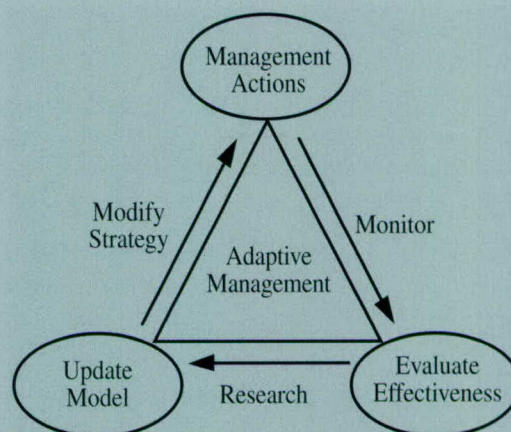 Management
Actions
Modify
Strategy
Monitor
Adaptive
Management
Update
Model
Research
Evaluate
Effectiveness